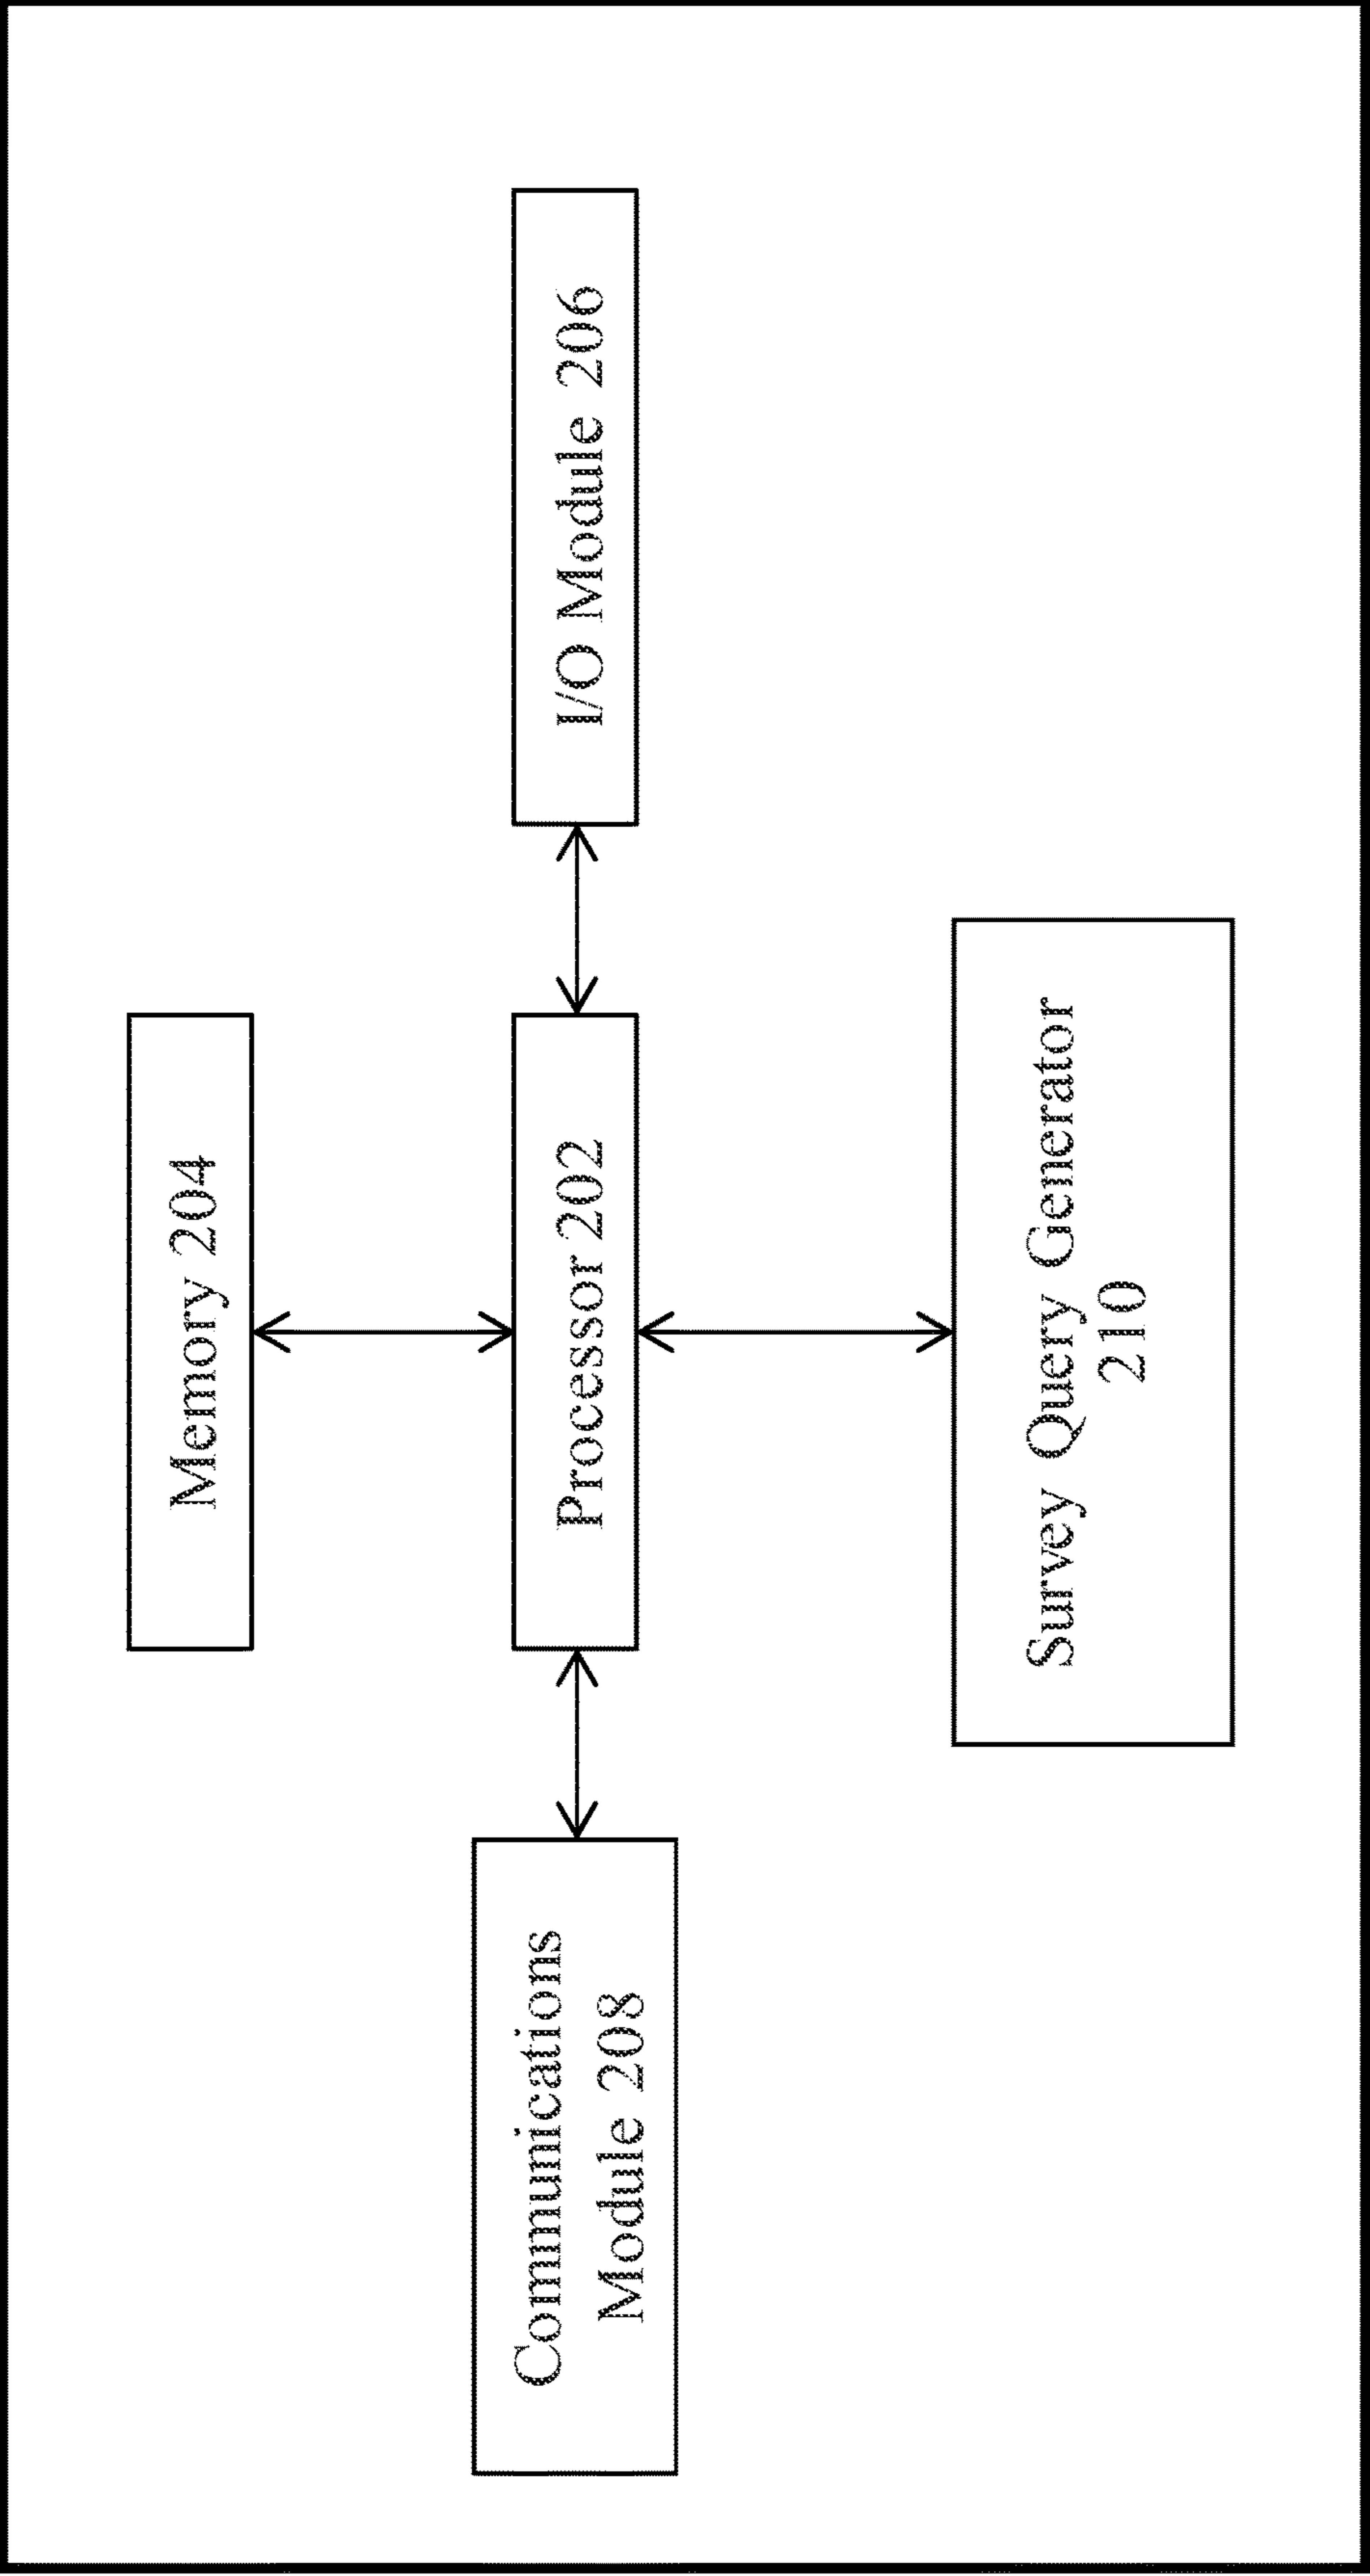 Memory 204
Communications
Module 208
Processor 202
I/O Module 206
Survey Query Generator
210